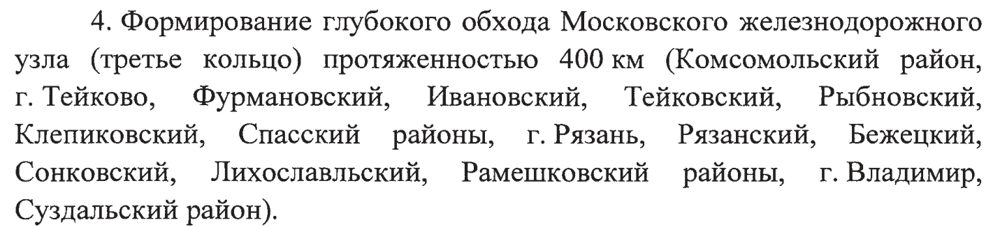 4. Формирование глубокого обхода Московского железнодорожного
узла (третье кольцо) протяженностью 400 км (Комсомольский район,
г. Тейково, Фурмановский, Ивановский, Тейковский, Рыбновский,
Клепиковский, Спасский районы, г. Рязань, Рязанский, Бежецкий,
Сонковский, Лихославльский, Рамешковский районы, г. Владимир,
Суздальский район).